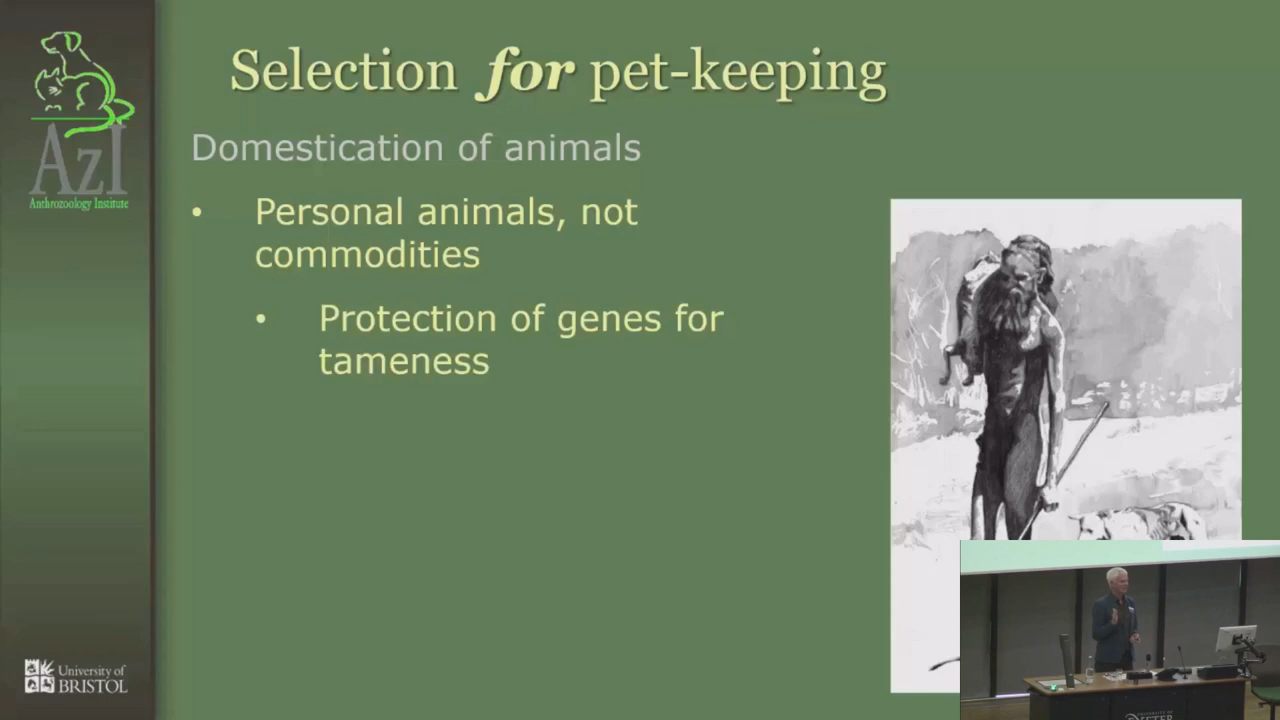 Selection for pet-keeping
Domestication of animals
• Personal animals, not
commodities
• Protection of genes for
tameness
AzI
Anthrozoology Institute
University of
BRISTOL